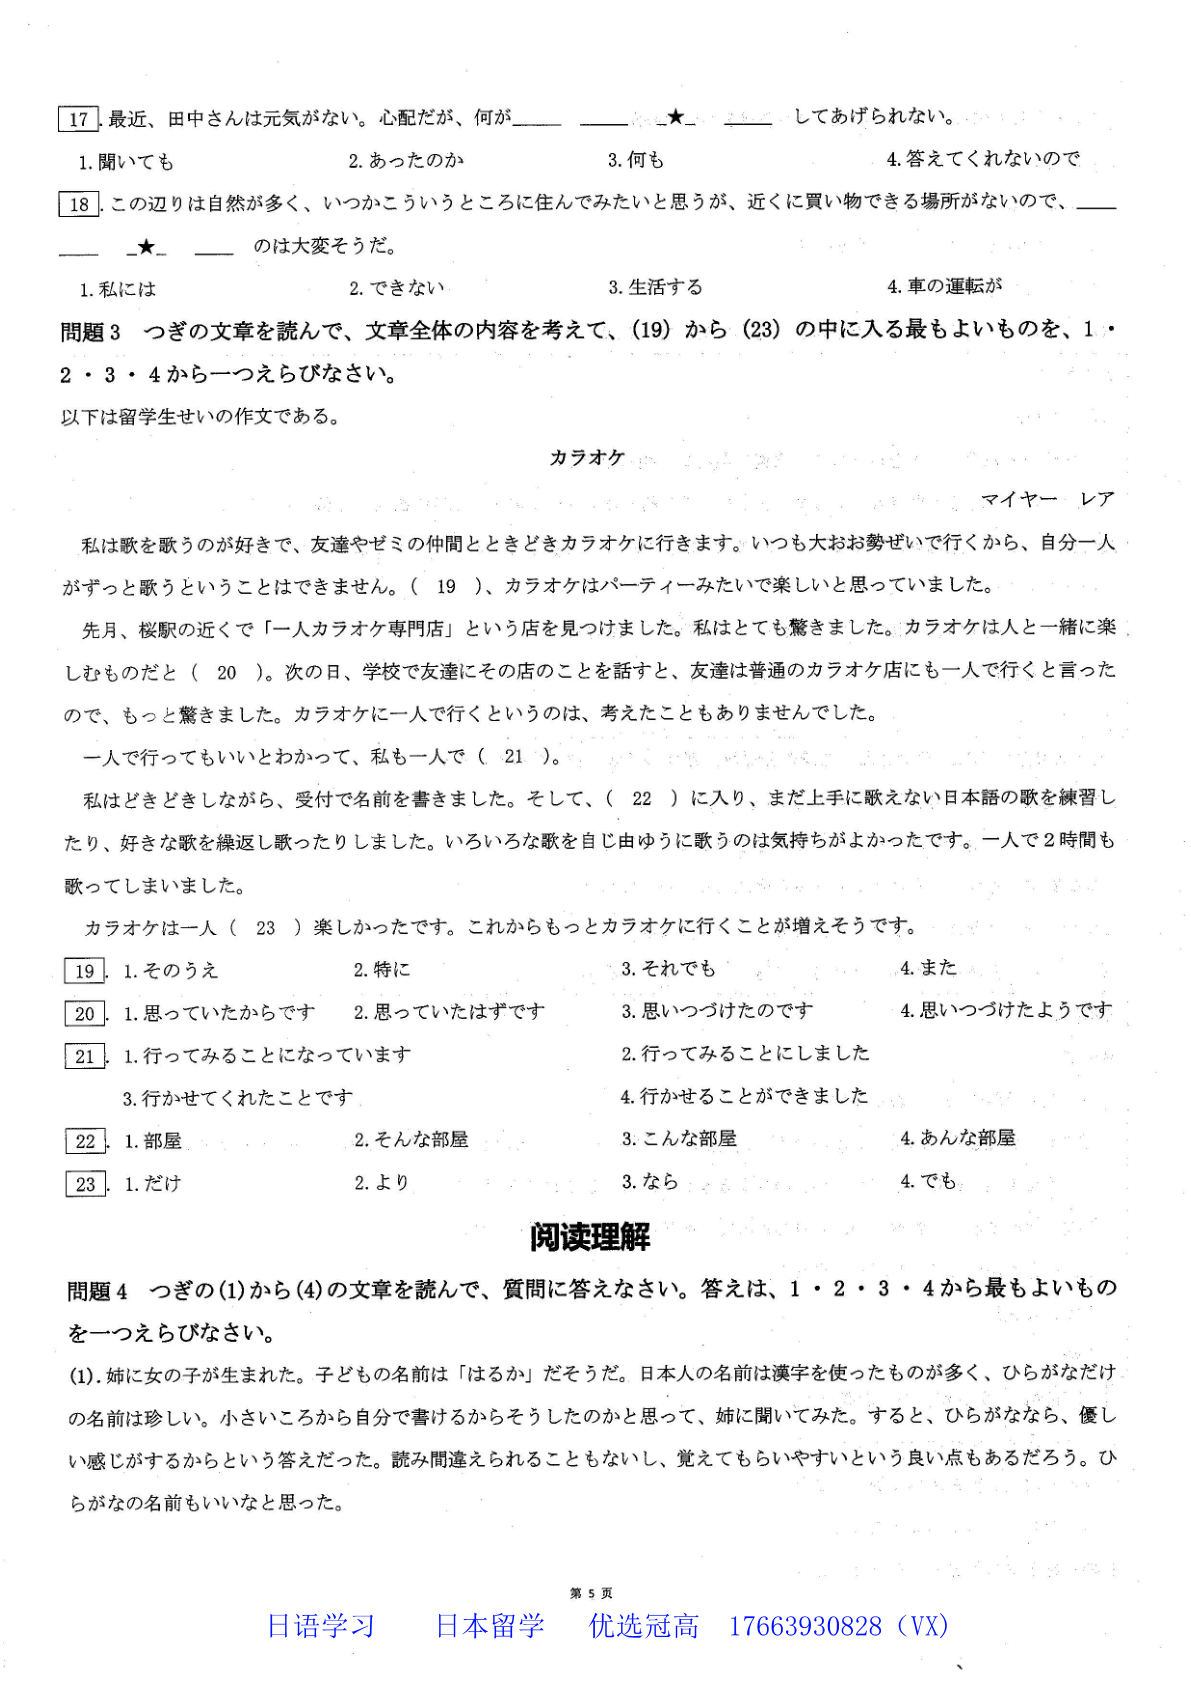 17.最近、田中さんは元気がない。心配だが、何が____ ____ _★_ ____ してあげられない。
1.聞いても 2.あったのか 3.何も 4.答えてくれないので
18.この辺りは自然が多く、いつかこういうところに住んでみたいと思うが、近くに買い物できる場所がないので、____
____ _★_ ____ のは大変そうだ。
1.私には 2.できない 3.生活する 4.車の運転が
問題3 つぎの文章を読んで、文章全体の内容を考えて、(19)から(23)の中に入る最もよいものを、1・
2・3・4から一つえらびなさい。
以下は留学生せいの作文である。
カラオケ
マイヤー レア
私は歌を歌うのが好きで、友達やゼミの仲間とときどきカラオケに行きます。いつも大おお勢ぜいで行くから、自分一人
がずっと歌うということはできません。( 19 )、カラオケはパーティーみたいで楽しいと思っていました。
先月、桜駅の近くで「一人カラオケ専門店」という店を見つけました。私はとても驚きました。カラオケは人と一緒に楽
しむものだと( 20 )。次の日、学校で友達にその店のことを話すと、友達は普通のカラオケ店にも一人で行くと言った
ので、もっと驚きました。カラオケに一人で行くというのは、考えたこともありませんでした。
一人で行ってもいいとわかって、私も一人で( 21 )。
私はどきどきしながら、受付で名前を書きました。そして、( 22 )に入り、まだ上手に歌えない日本語の歌を練習し
たり、好きな歌を繰返し歌ったりしました。いろいろな歌を自じ由ゆうに歌うのは気持ちがよかったです。一人で2時間も
歌ってしまいました。
カラオケは一人( 23 )楽しかったです。これからもっとカラオケに行くことが増えそうです。
19. 1.そのうえ 2.特に 3.それでも 4.また
20. 1.思っていたからです 2.思っていたはずです 3.思いつづけたのです 4.思いつづけたようです
21. 1.行ってみることになっています 2.行ってみることにしました
3.行かせてくれたことです 4.行かせることができました
22. 1.部屋 2.そんな部屋 3.こんな部屋 4.あんな部屋
23. 1.だけ 2.より 3.なら 4.でも
阅读理解
問題4 つぎの(1)から(4)の文章を読んで、質問に答えなさい。答えは、1・2・3・4から最もよいもの
を一つえらびなさい。
(1).姉に女の子が生まれた。子どもの名前は「はるか」だそうだ。日本人の名前は漢字を使ったものが多く、ひらがなだけ
の名前は珍しい。小さいころから自分で書けるからそうしたのかと思って、姉に聞いてみた。すると、ひらがななら、優し
い感じがするからという答えだった。読み間違えられることもないし、覚えてもらいやすいという良い点もあるだろう。ひ
らがなの名前もいいなと思った。
第 5 页
日语学习 日本留学 优选冠高 17663930828（VX）